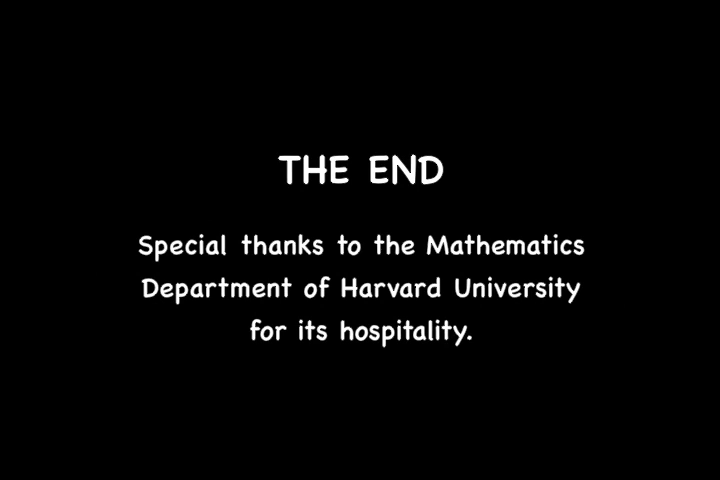 THE END
Special thanks to the Mathematics
Department of Harvard University
for its hospitality.